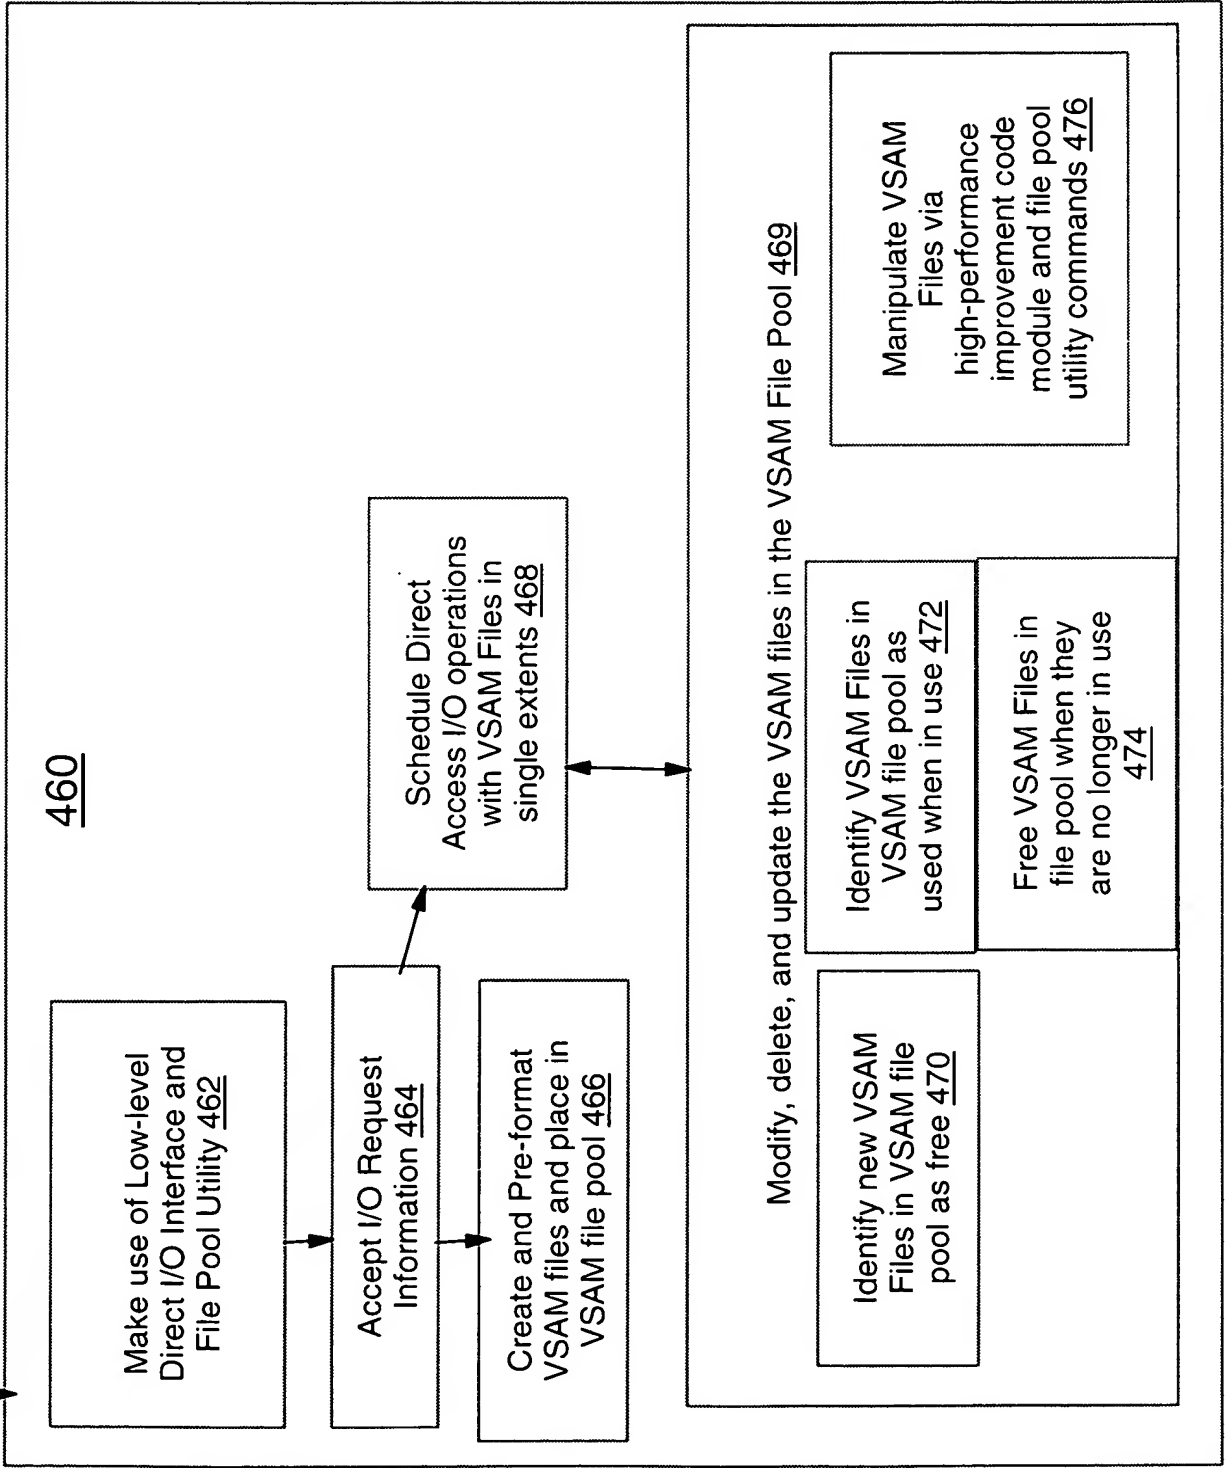 460
Make use of Low-level
Direct I/O Interface and
File Pool Utility 462
Accept I/O Request
Information 464
Create and Pre-format
VSAM files and place in
VSAM file pool 466
Schedule Direct
Access I/O operations
with VSAM Files in
single extents 468
Modify, delete, and update the VSAM files in the VSAM File Pool 469
Identify new VSAM
Files in VSAM file
pool as free 470
Identify VSAM Files in
VSAM file pool as
used when in use 472
Free VSAM Files in
file pool when they
are no longer in use
474
Manipulate VSAM
Files via
high-performance
improvement code
module and file pool
utility commands 476